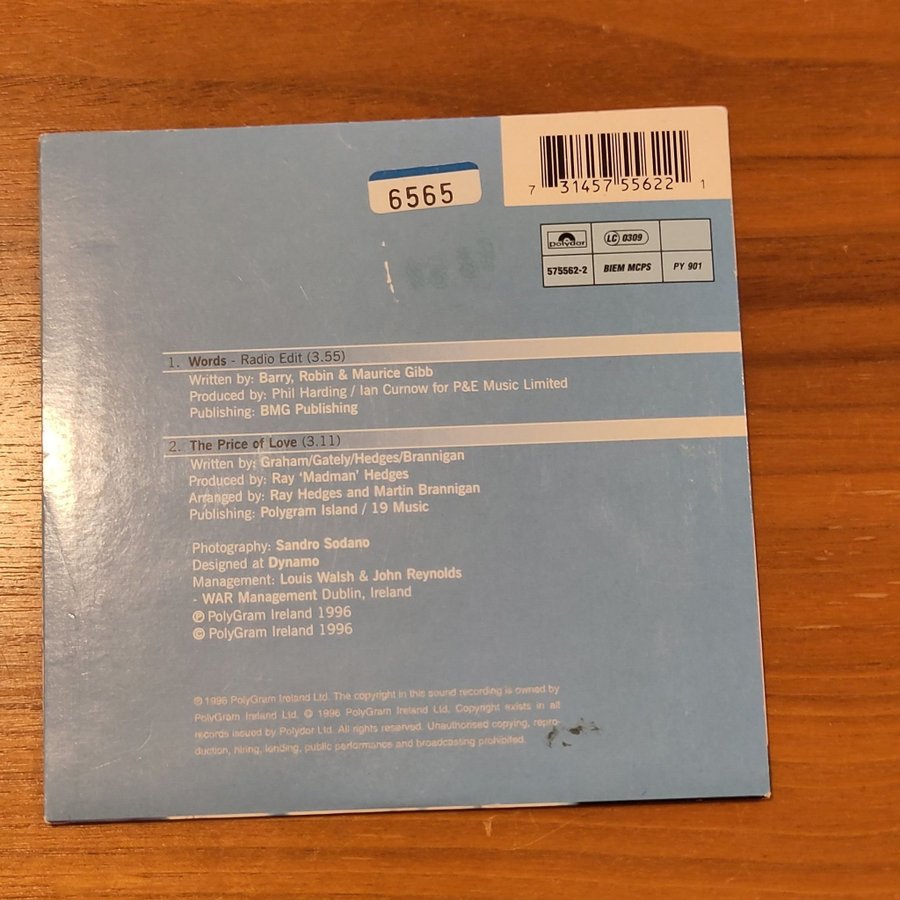 6565
7 31457 55622 1
Polydor LC 0309
575562-2 BIEM MCPS PY 901
1. Words - Radio Edit (3.55)
Written by: Barry, Robin & Maurice Gibb
Produced by: Phil Harding / Ian Curnow for P&E Music Limited
Publishing: BMG Publishing
2. The Price of Love (3.11)
Written by: Graham/Gately/Hedges/Brannigan
Produced by: Ray 'Madman' Hedges
Arranged by: Ray Hedges and Martin Brannigan
Publishing: Polygram Island / 19 Music
Photography: Sandro Sodano
Designed at Dynamo
Management: Louis Walsh & John Reynolds
- WAR Management Dublin, Ireland
℗ PolyGram Ireland 1996
© PolyGram Ireland 1996
℗ 1996 PolyGram Ireland Ltd. The copyright in this sound recording is owned by
PolyGram Ireland Ltd. © 1996 PolyGram Ireland Ltd. Copyright exists in all
records issued by Polydor Ltd. All rights reserved. Unauthorised copying, repro-
duction, hiring, lending, public performance and broadcasting prohibited.